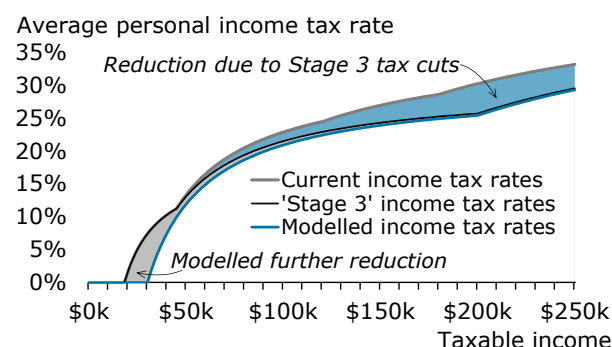 Average personal income tax rate
35%
30%
25%
20%
15%
10%
5%
0%
Reduction due to Stage 3 tax cuts
Current income tax rates
'Stage 3' income tax rates
Modelled income tax rates
Modelled further reduction
$0k $50k $100k $150k $200k $250k
Taxable income